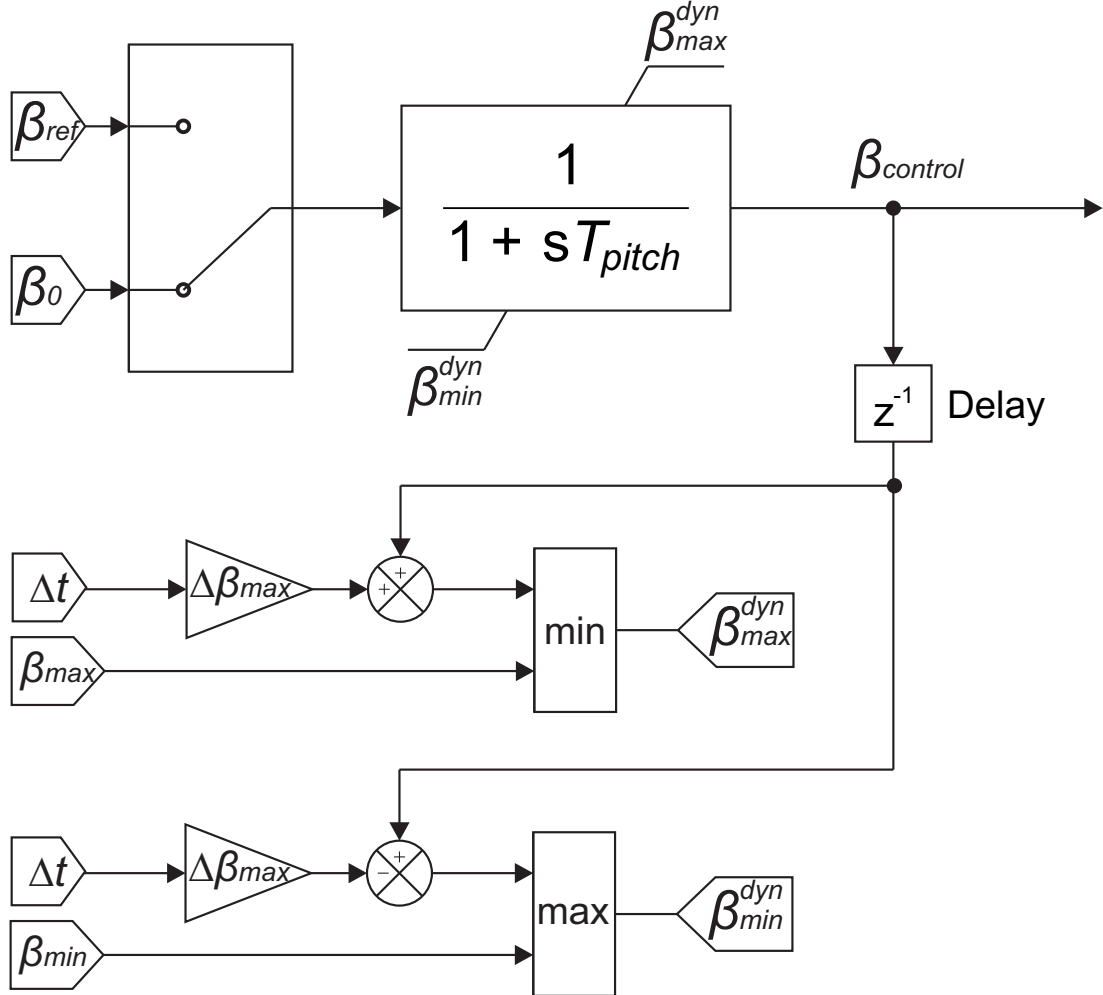 β_max^dyn
β_ref
1
1 + sT_pitch
β_control
β_0
β_min^dyn
z^-1 Delay
Δt Δβ_max + + min β_max^dyn
β_max
Δt Δβ_max + − max β_min^dyn
β_min